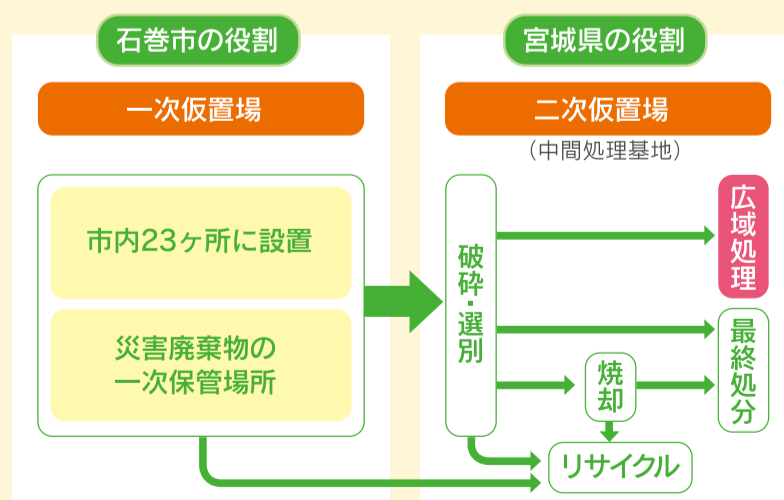 石巻市の役割
一次仮置場
市内23ヶ所に設置
災害廃棄物の
一次保管場所
宮城県の役割
二次仮置場
（中間処理基地）
破砕・選別
広域処理
最終処分
焼却
リサイクル